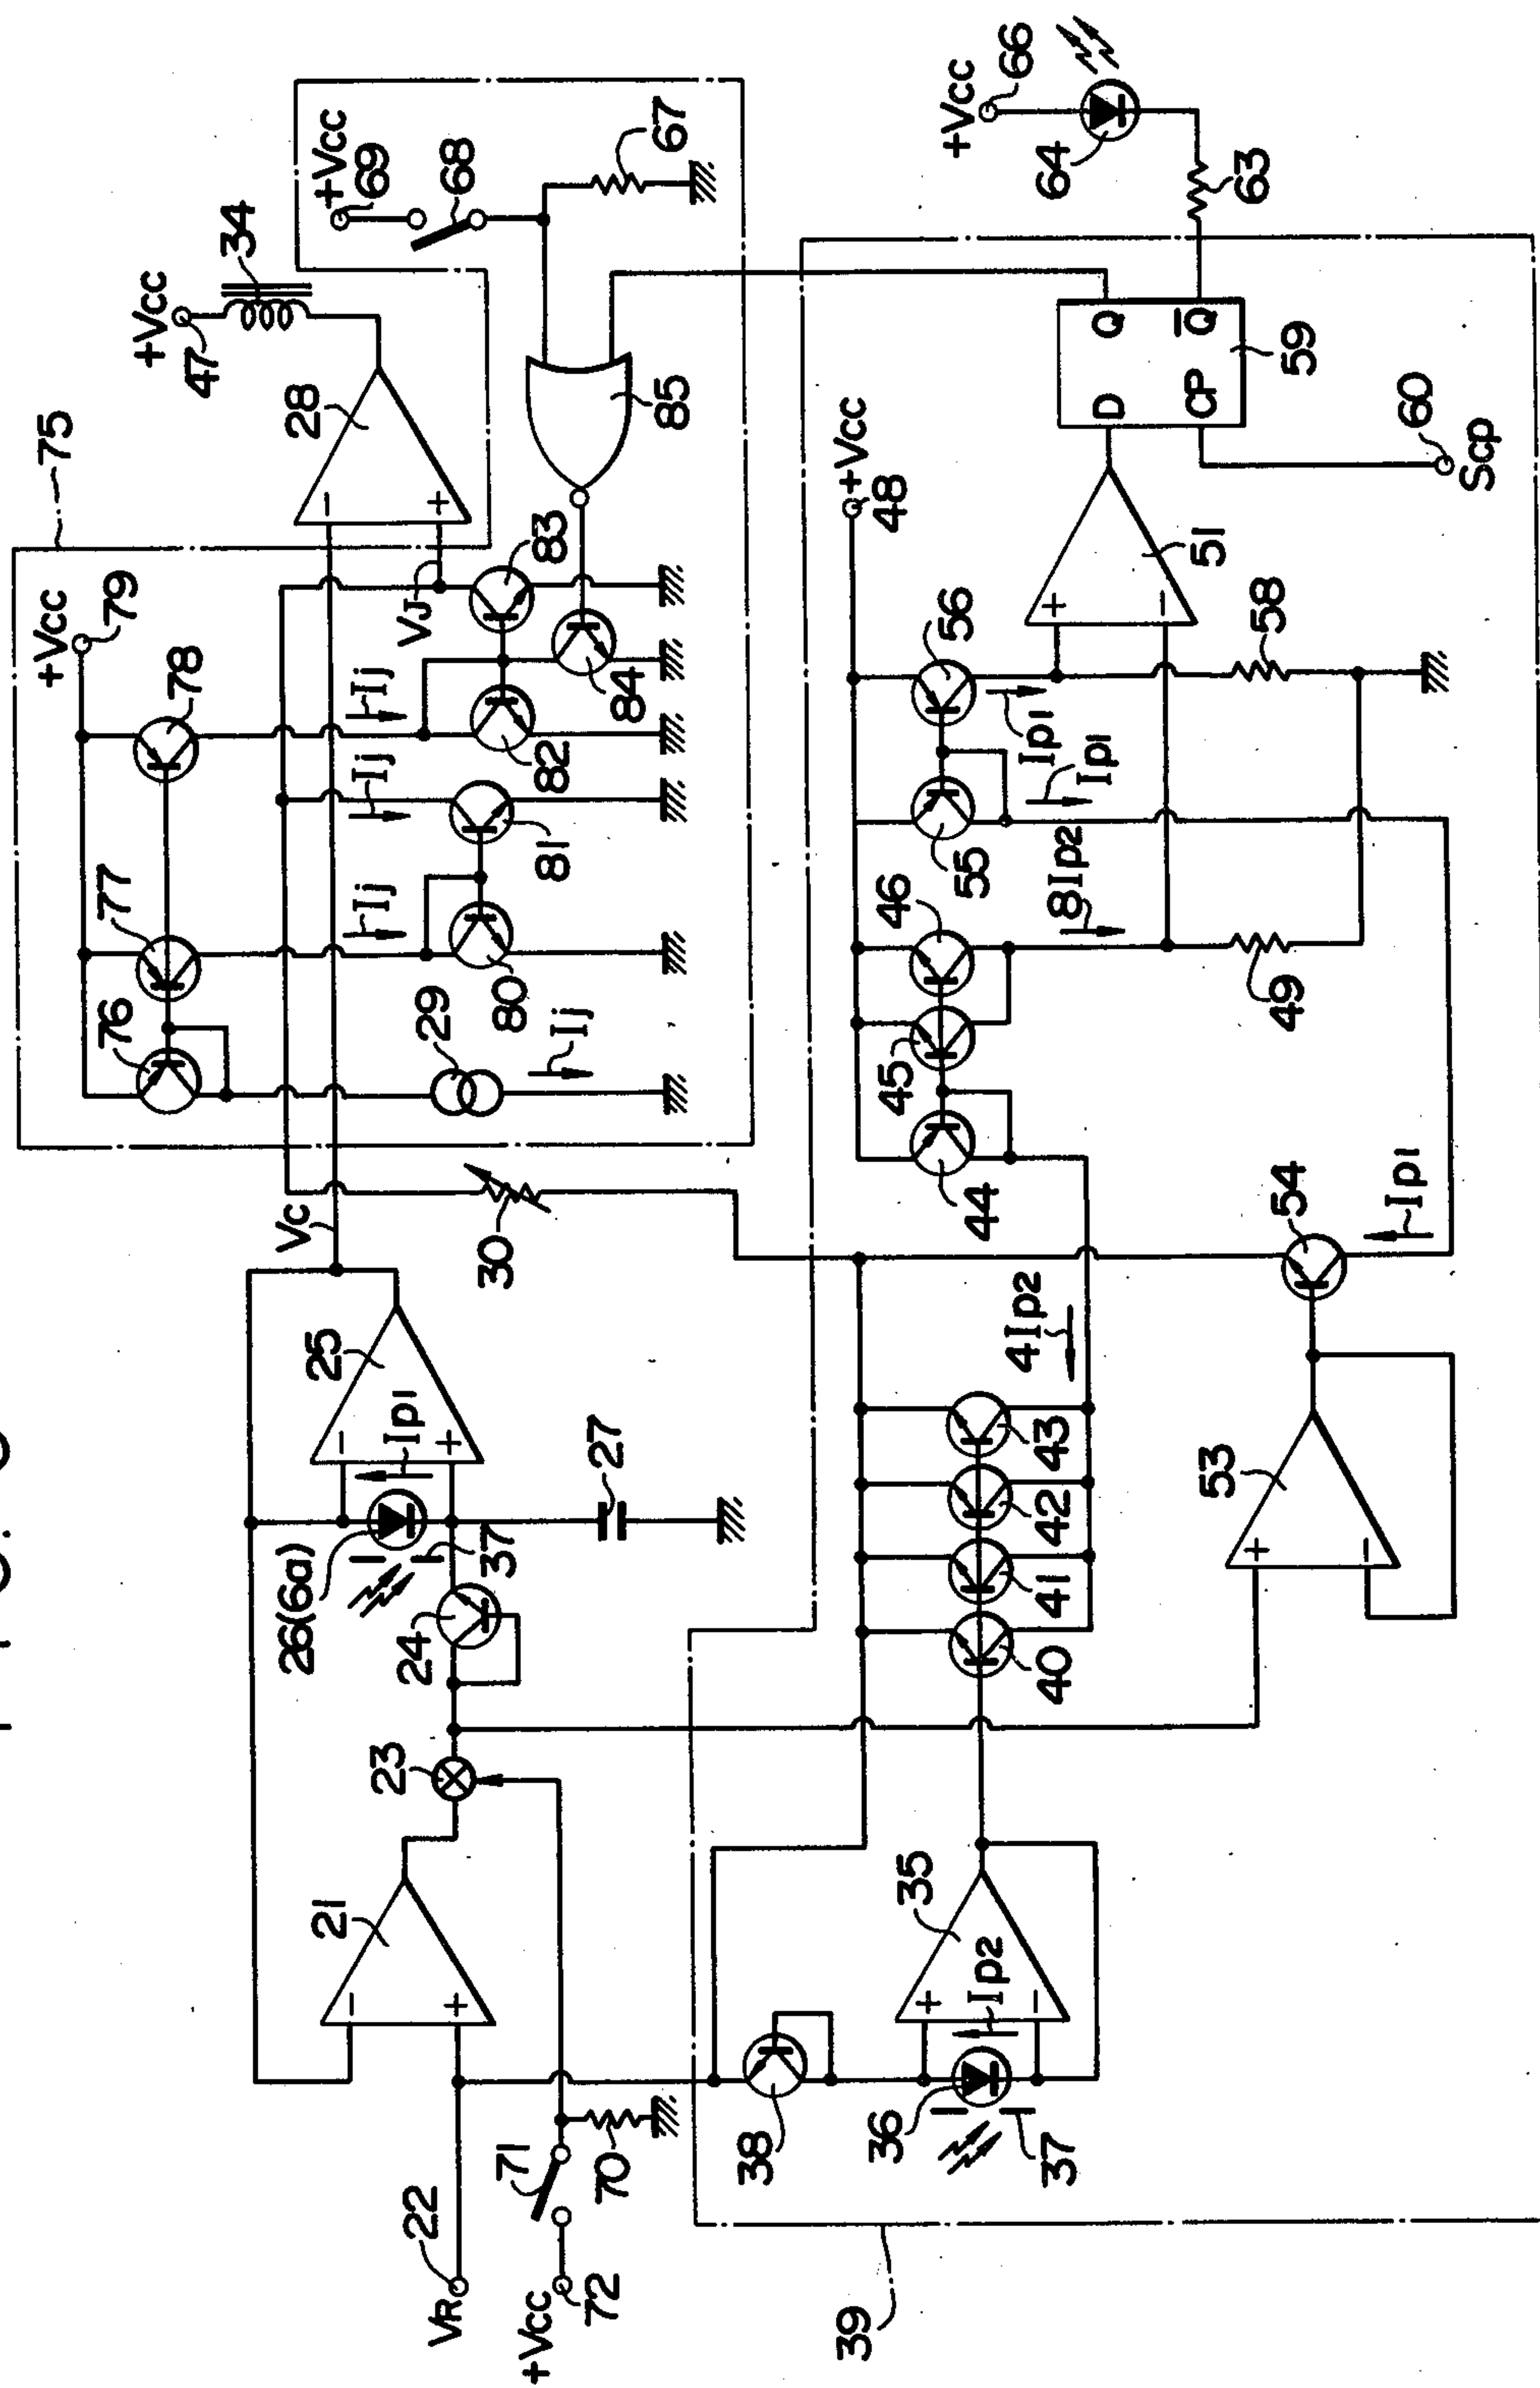 75
+Vcc
79
+Vcc
47
34
+Vcc
69
68
67
76
77
78
28
−
+
VJ
83
85
84
82
Ij
Ij
Ij
81
80
29
Ij
Vc
30
25
−
+
Ip1
26(6a)
37
27
24
23
21
−
+
22
VR
71
70
+Vcc
72
39
38
36
37
35
+
−
Ip2
40
41
42
43
4Ip2
44
45
46
+Vcc
48
55
56
Ip1
Ip1
8Ip2
49
58
51
+
−
D
CP
Q
Q̄
59
60
Scp
63
64
+Vcc
66
53
+
−
54
Ip1